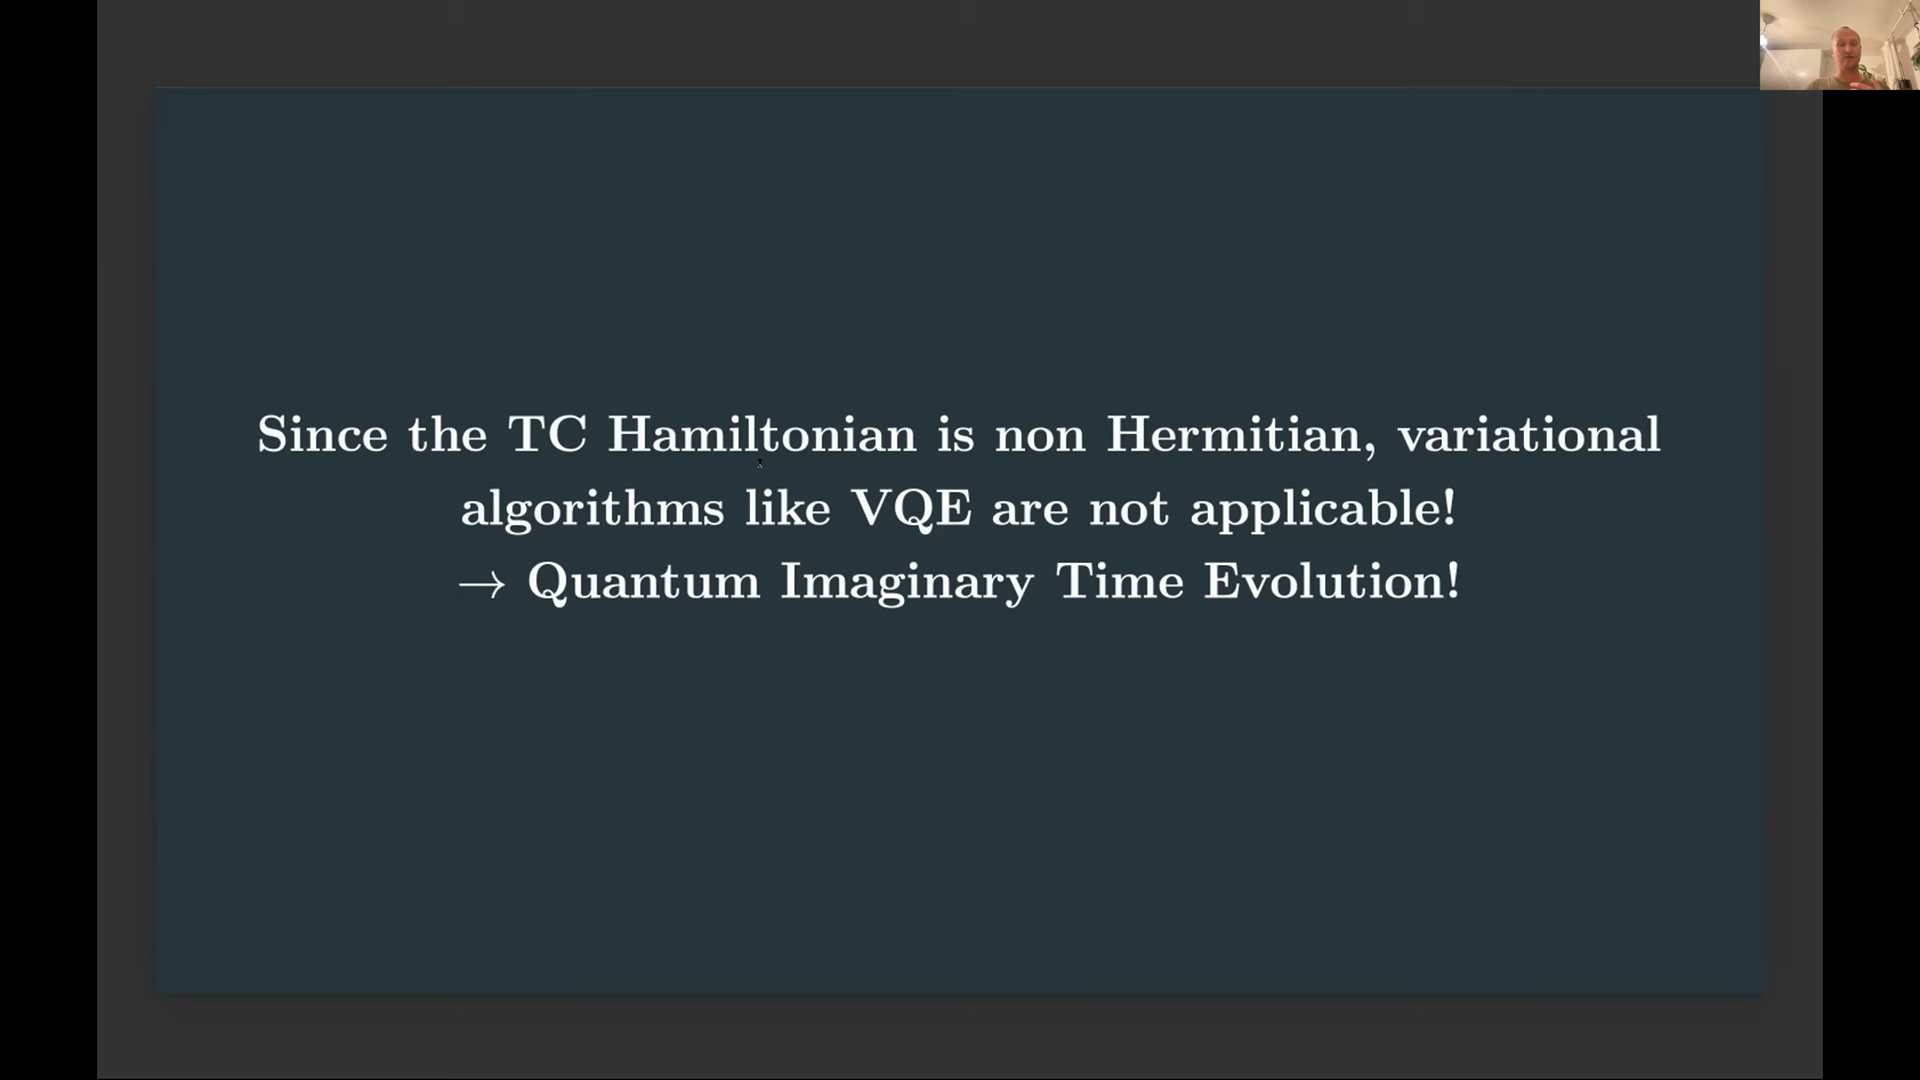 Since the TC Hamiltonian is non Hermitian, variational
algorithms like VQE are not applicable!
→ Quantum Imaginary Time Evolution!